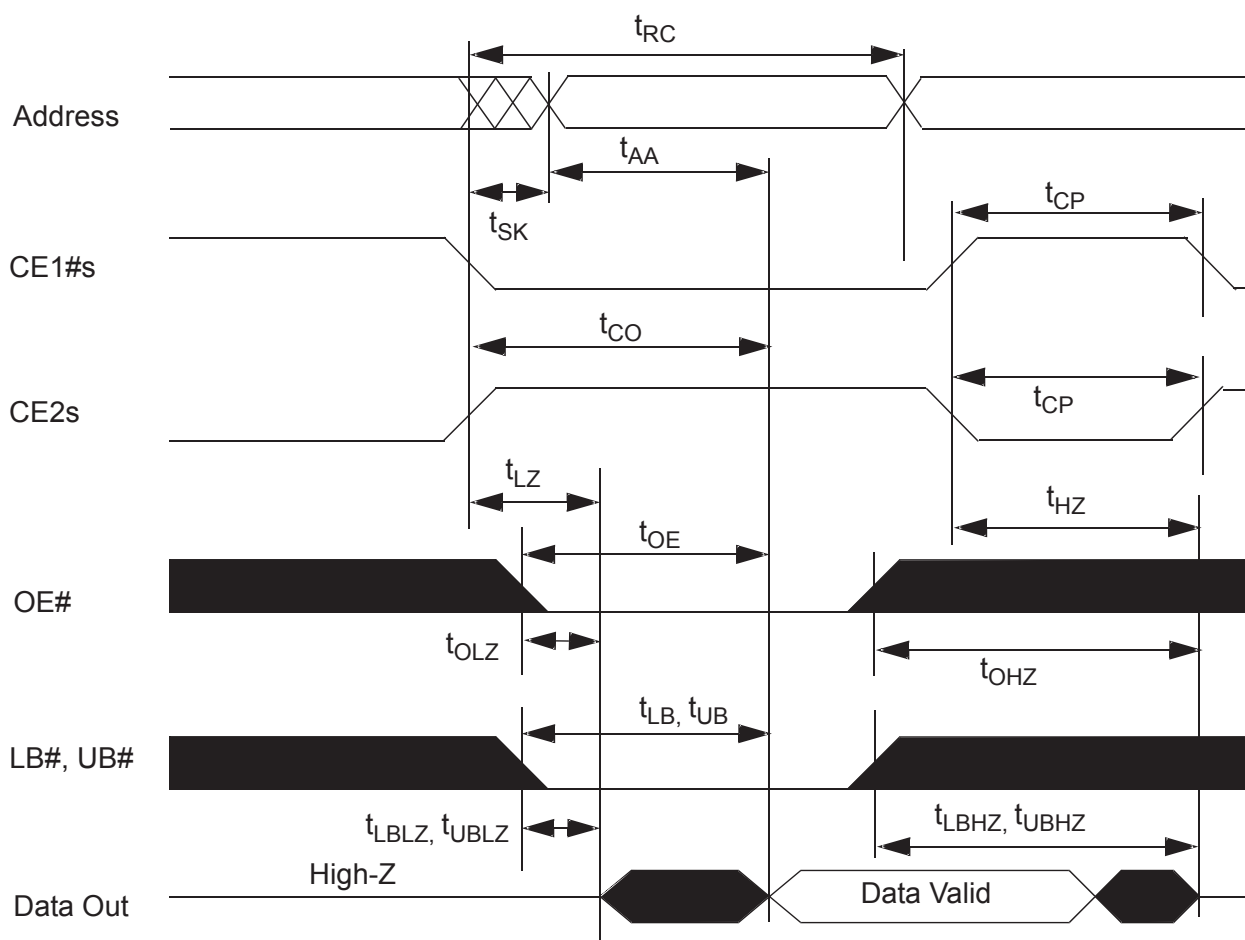 tRC
Address
tAA
tSK
tCP
CE1#s
tCO
tCP
CE2s
tLZ
tHZ
tOE
OE#
tOLZ
tOHZ
tLB, tUB
LB#, UB#
tLBLZ, tUBLZ
tLBHZ, tUBHZ
High-Z
Data Valid
Data Out